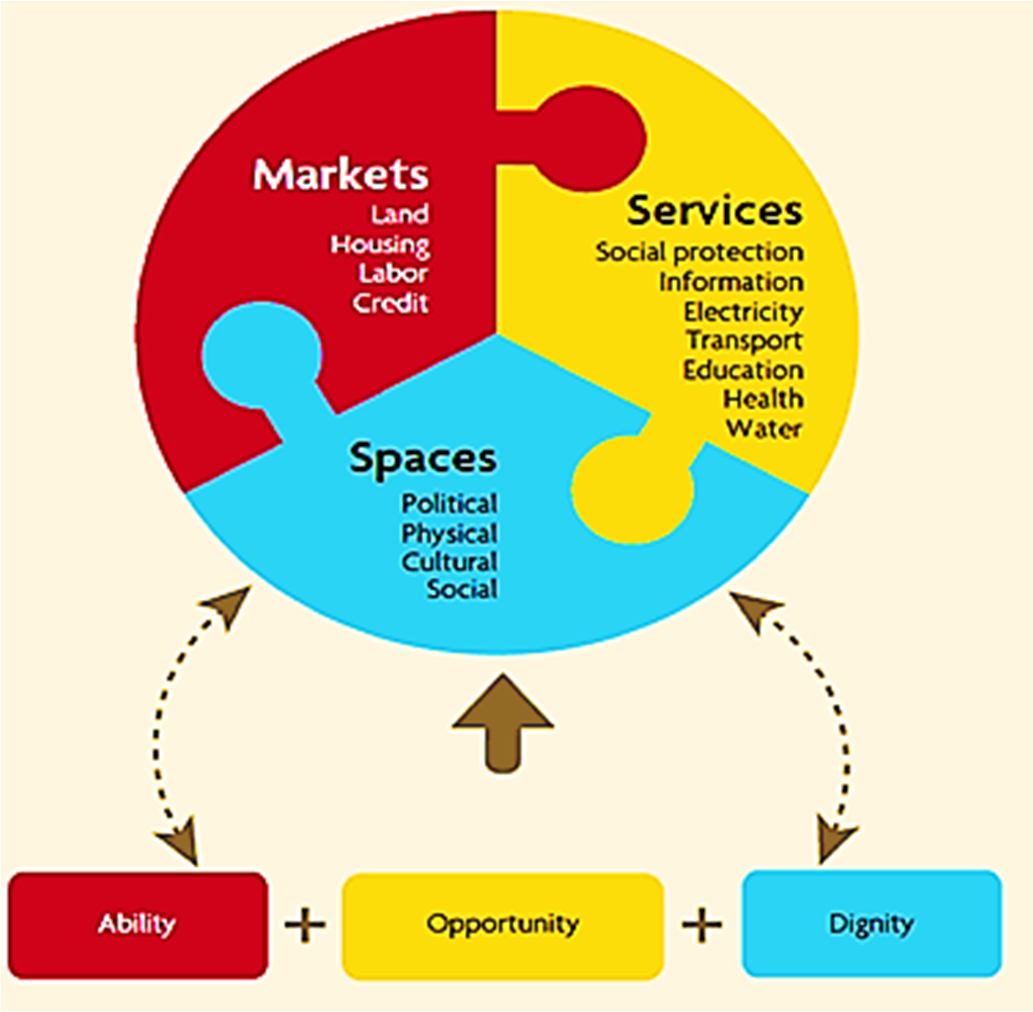 Markets
Land
Housing
Labor
Credit
Services
Social protection
Information
Electricity
Transport
Education
Health
Water
Spaces
Political
Physical
Cultural
Social
Ability + Opportunity + Dignity